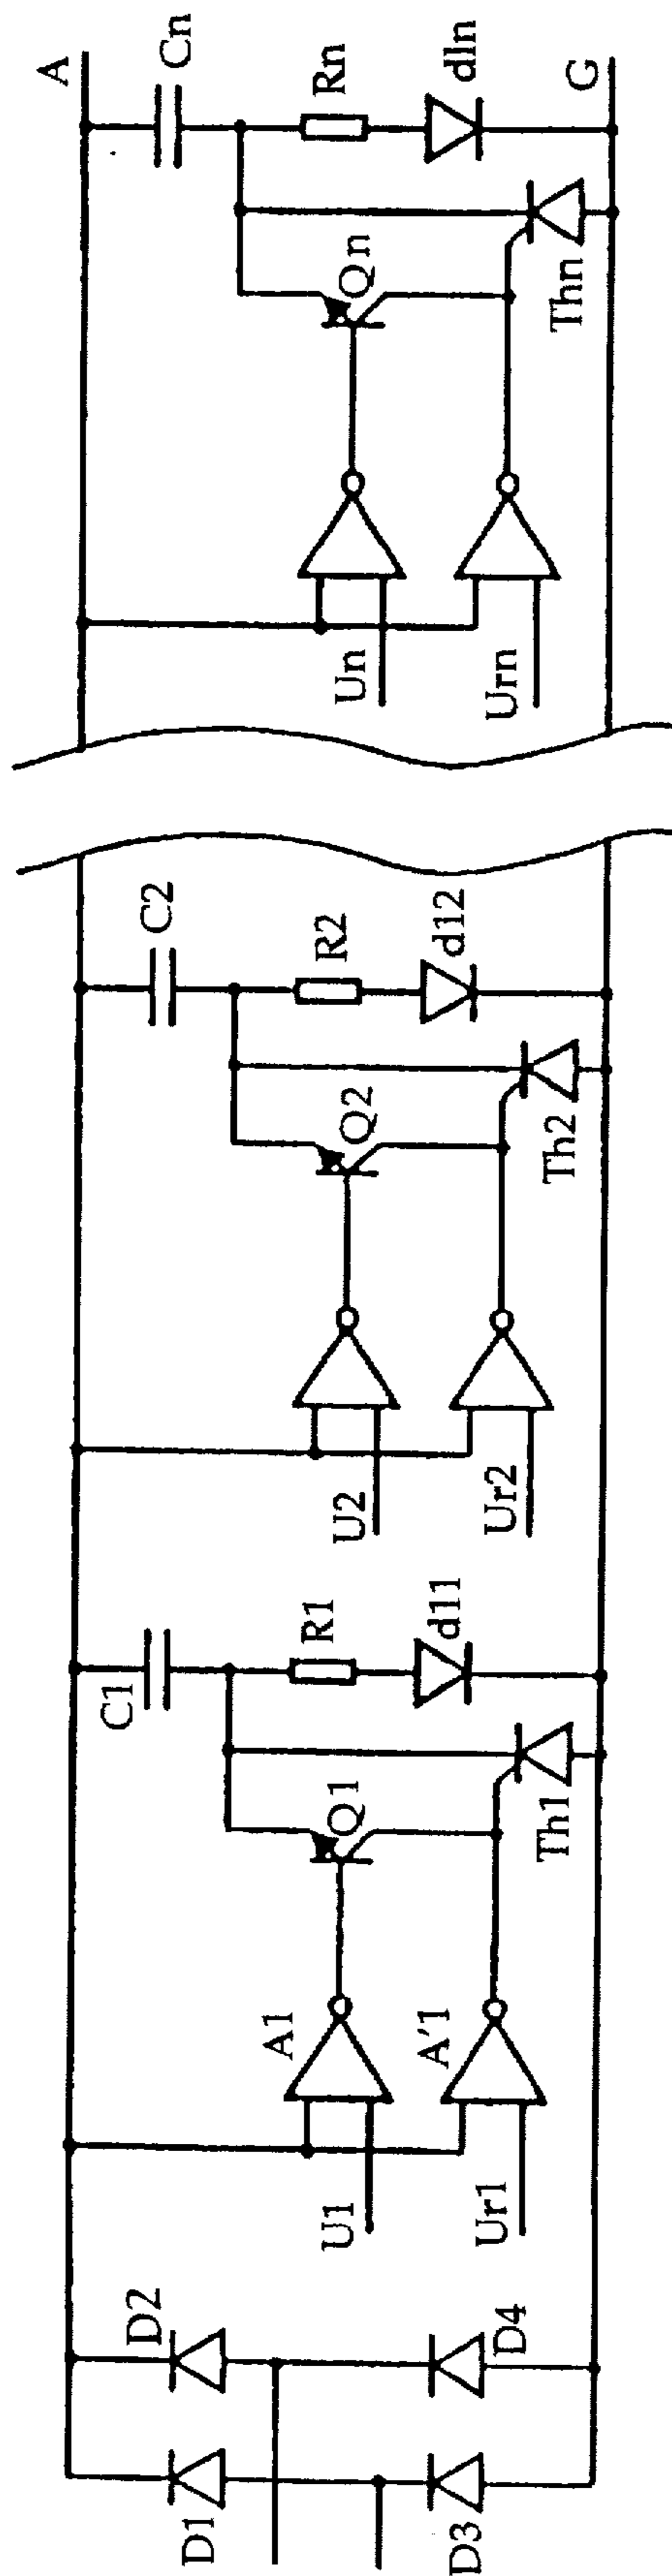 D1
D2
D3
D4
U1
Ur1
A1
A'1
Q1
Th1
C1
R1
d11
U2
Ur2
Q2
Th2
C2
R2
d12
Un
Urn
Qn
Thn
Cn
Rn
dln
A
G